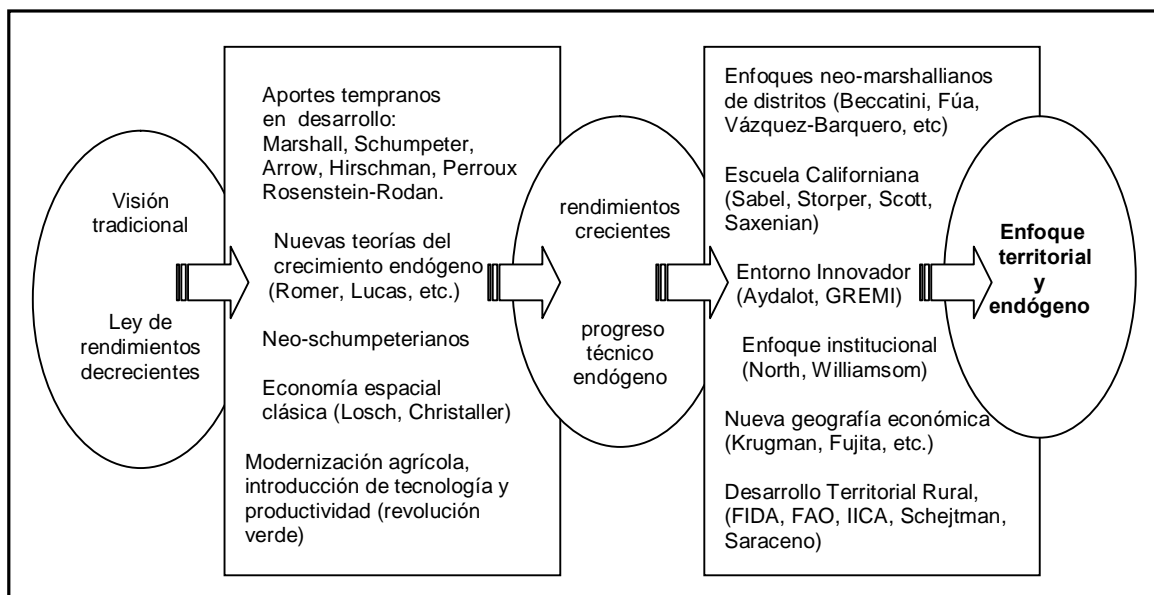 Visión
tradicional
Ley de
rendimientos
decrecientes
Aportes tempranos
en desarrollo:
Marshall, Schumpeter,
Arrow, Hirschman, Perroux
Rosenstein-Rodan.
Nuevas teorías del
crecimiento endógeno
(Romer, Lucas, etc.)
Neo-schumpeterianos
Economía espacial
clásica (Losch, Christaller)
Modernización agrícola,
introducción de tecnología y
productividad (revolución
verde)
rendimientos
crecientes
progreso
técnico
endógeno
Enfoques neo-marshallianos
de distritos (Beccatini, Fúa,
Vázquez-Barquero, etc)
Escuela Californiana
(Sabel, Storper, Scott,
Saxenian)
Entorno Innovador
(Aydalot, GREMI)
Enfoque institucional
(North, Williamsom)
Nueva geografía económica
(Krugman, Fujita, etc.)
Desarrollo Territorial Rural,
(FIDA, FAO, IICA, Schejtman,
Saraceno)
Enfoque
territorial
y
endógeno